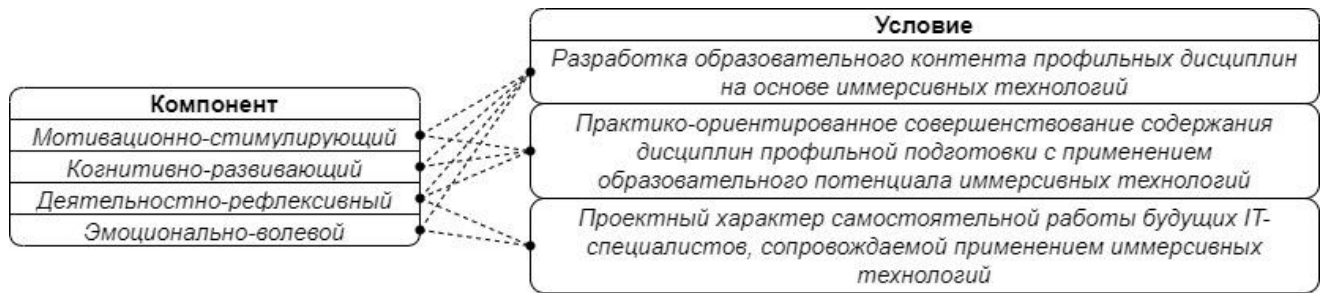 Компонент
Мотивационно-стимулирующий
Когнитивно-развивающий
Деятельностно-рефлексивный
Эмоционально-волевой
Условие
Разработка образовательного контента профильных дисциплин
на основе иммерсивных технологий
Практико-ориентированное совершенствование содержания
дисциплин профильной подготовки с применением
образовательного потенциала иммерсивных технологий
Проектный характер самостоятельной работы будущих IT-
специалистов, сопровождаемой применением иммерсивных
технологий